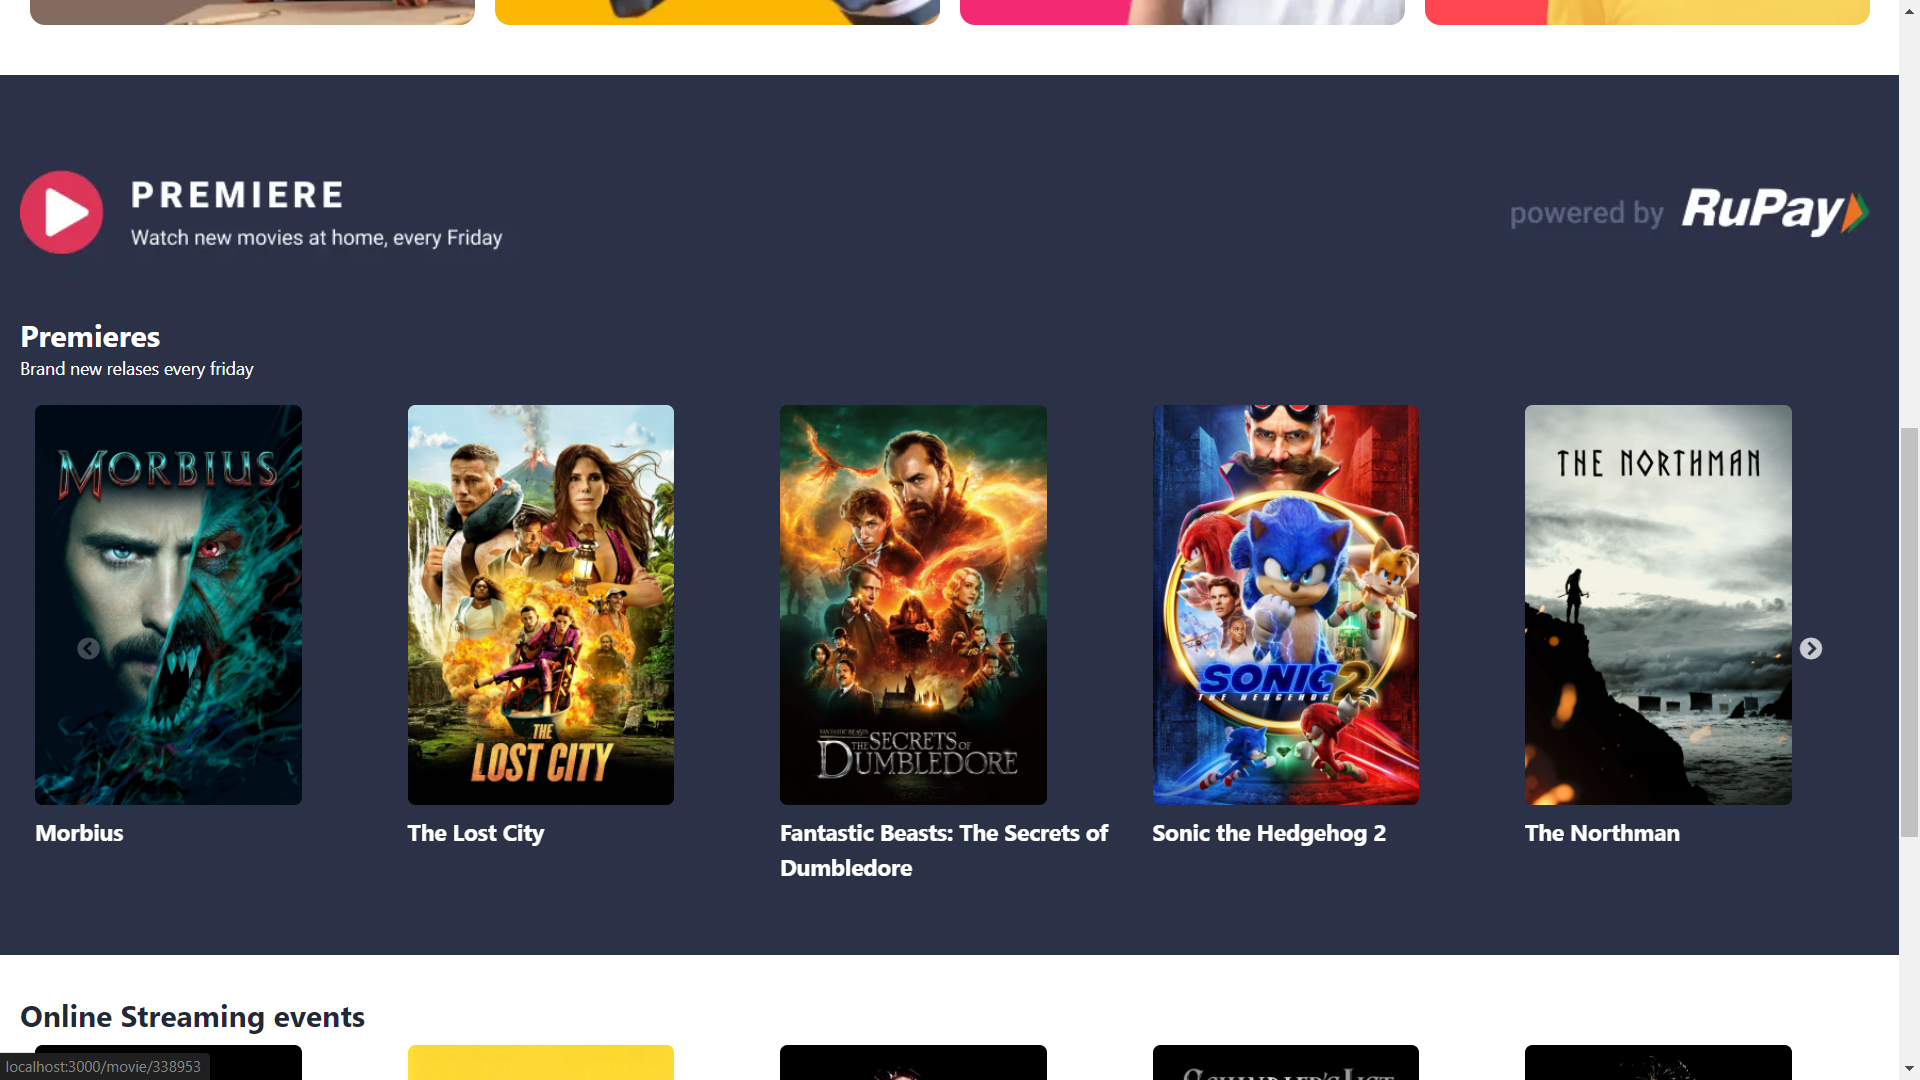 PREMIERE
Watch new movies at home, every Friday
powered by RuPay
Premieres
Brand new relases every friday
MORBIUS
THE
LOST CITY
FANTASTIC BEASTS
THE SECRETS OF
DUMBLEDORE
SONIC 2
THE HEDGEHOG
THE NORTHMAN
Morbius
The Lost City
Fantastic Beasts: The Secrets of
Dumbledore
Sonic the Hedgehog 2
The Northman
Online Streaming events
SCHINDLER'S LIST
localhost:3000/movie/338953